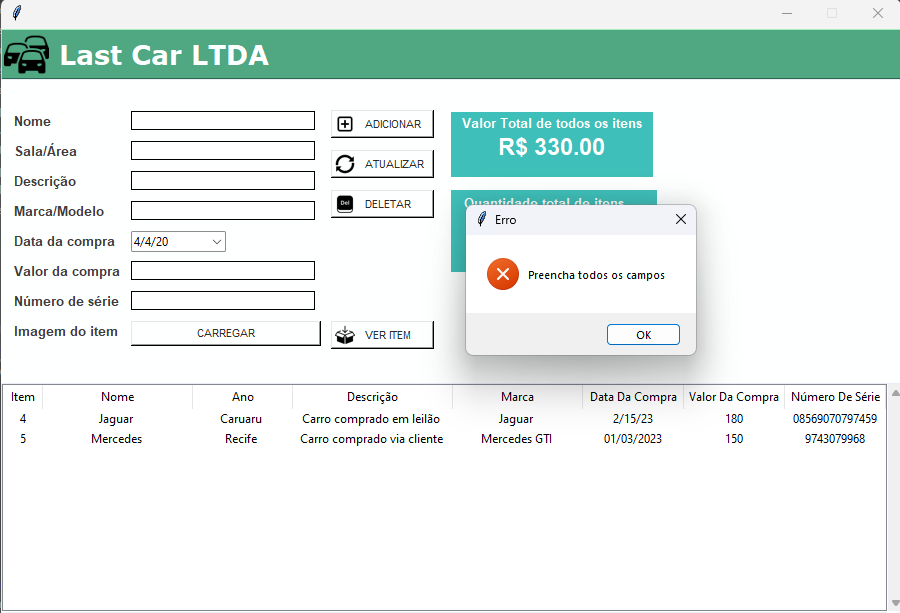 Last Car LTDA
Nome
ADICIONAR
Valor Total de todos os itens
R$ 330.00
Sala/Área
ATUALIZAR
Descrição
Marca/Modelo
Del
DELETAR
Quantidade total de itens
Erro
Preencha todos os campos
OK
Data da compra
4/4/20
Valor da compra
Número de série
Imagem do item
CARREGAR
VER ITEM
Item Nome Ano Descrição Marca Data Da Compra Valor Da Compra Número De Série
4 Jaguar Caruaru Carro comprado em leilão Jaguar 2/15/23 180 08569070797459
5 Mercedes Recife Carro comprado via cliente Mercedes GTI 01/03/2023 150 9743079968